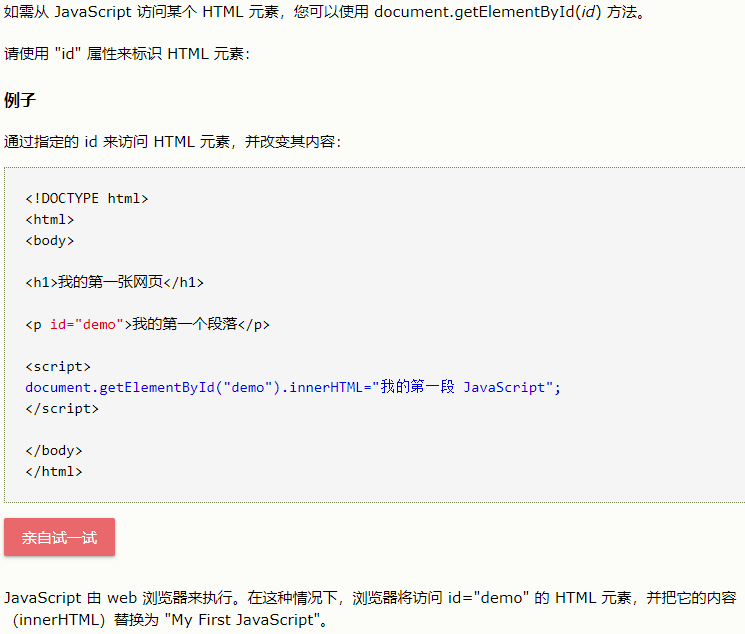 如需从 JavaScript 访问某个 HTML 元素，您可以使用 document.getElementById(id) 方法。
请使用 "id" 属性来标识 HTML 元素：
例子
通过指定的 id 来访问 HTML 元素，并改变其内容：
<!DOCTYPE html>
<html>
<body>
<h1>我的第一张网页</h1>
<p id="demo">我的第一个段落</p>
<script>
document.getElementById("demo").innerHTML="我的第一段 JavaScript";
</script>
</body>
</html>
亲自试一试
JavaScript 由 web 浏览器来执行。在这种情况下，浏览器将访问 id="demo" 的 HTML 元素，并把它的内容
（innerHTML）替换为 "My First JavaScript"。